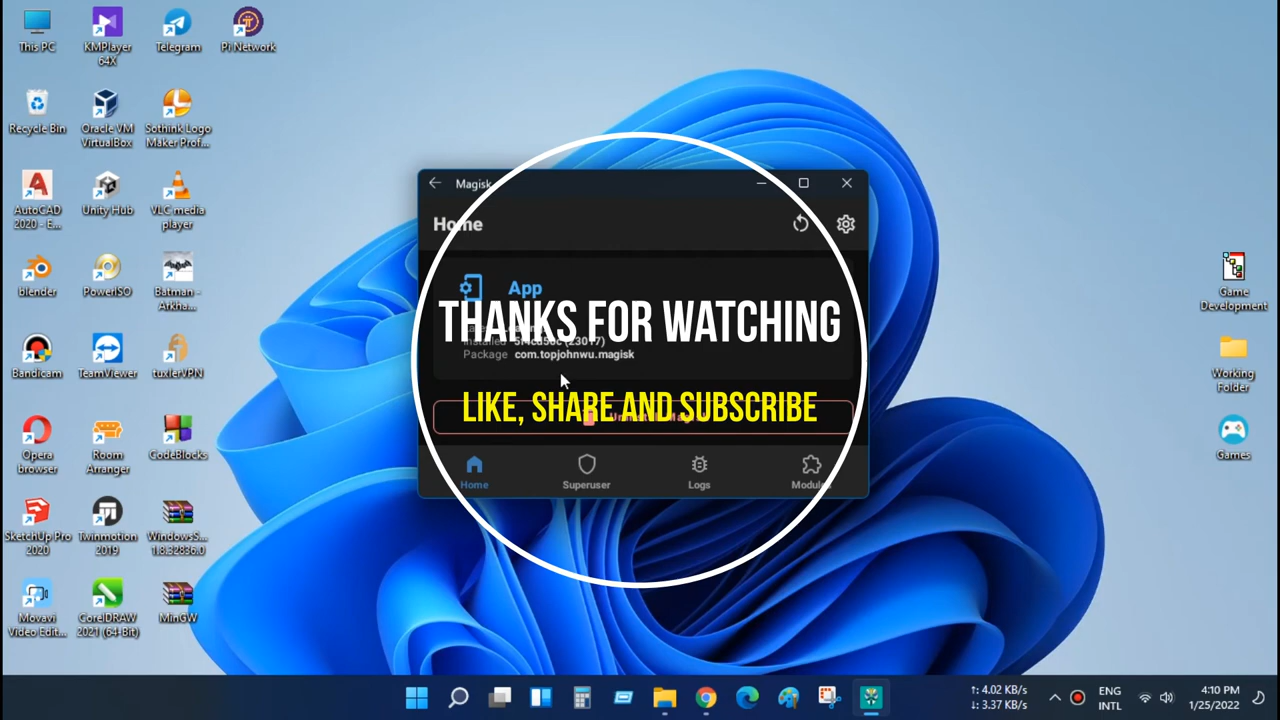 This PC
KMPlayer 64X
Telegram
Pi Network
Recycle Bin
Oracle VM VirtualBox
Sothink Logo Maker Prof...
AutoCAD 2020 - E...
Unity Hub
VLC media player
blender
PowerISO
Batman - Arkha...
Bandicam
TeamViewer
tuxlerVPN
Opera browser
Room Arranger
CodeBlocks
SketchUp Pro 2020
Twinmotion 2019
WindowsS... 1.8.32836.0
Movavi Video Edit...
CorelDRAW 2021 (64-Bit)
MinGW
Magisk
Home
App
THANKS FOR WATCHING
Installed
Package com.topjohnwu.magisk
LIKE, SHARE AND SUBSCRIBE
Home
Superuser
Logs
Modules
Game Development
Working Folder
Games
↑: 4.02 KB/s
↓: 3.37 KB/s
ENG
INTL
4:10 PM
1/25/2022